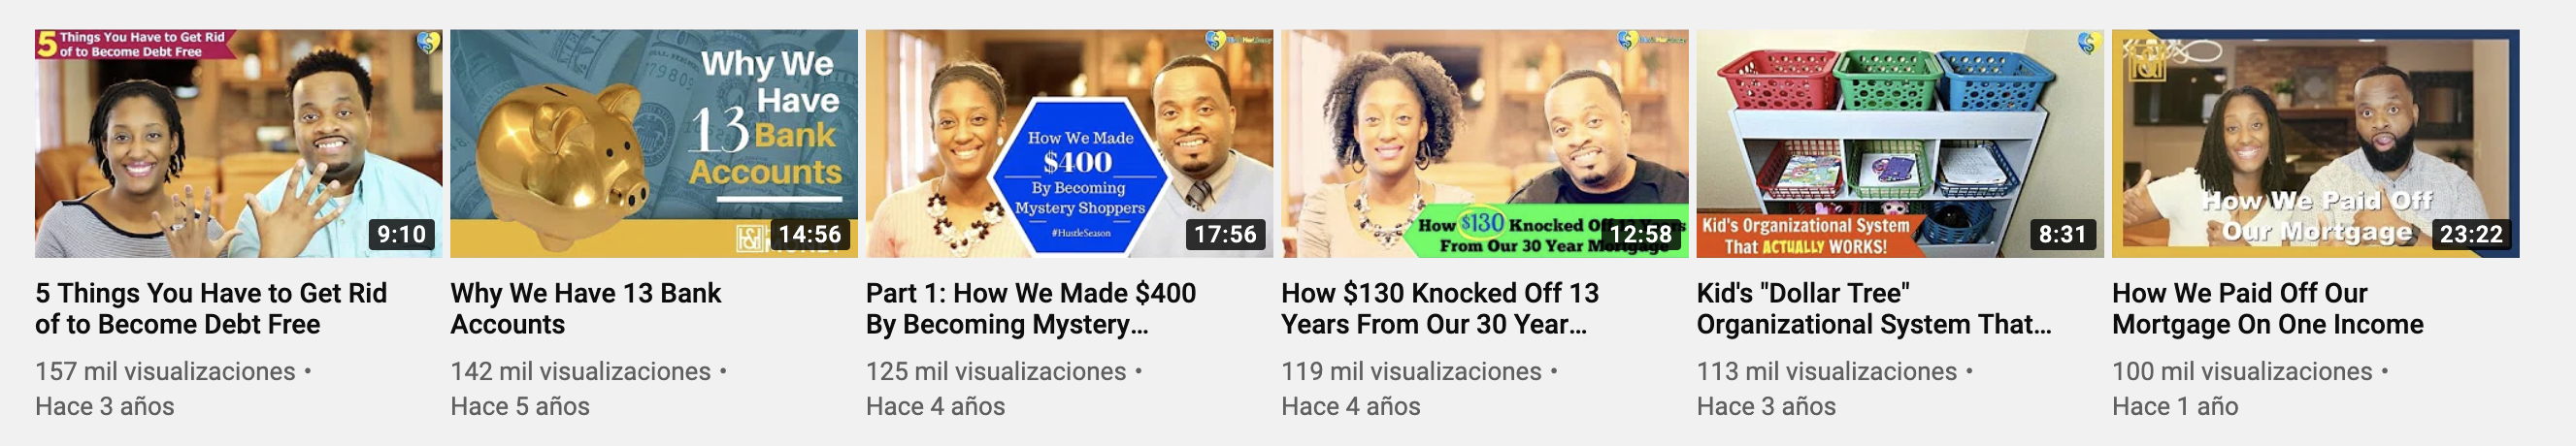 5 Things You Have to Get Rid
of to Become Debt Free
9:10
5 Things You Have to Get Rid
of to Become Debt Free
157 mil visualizaciones •
Hace 3 años
Why We
Have
13 Bank
Accounts
14:56
Why We Have 13 Bank
Accounts
142 mil visualizaciones •
Hace 5 años
How We Made
$400
By Becoming
Mystery Shoppers
#HustleSeason
17:56
Part 1: How We Made $400
By Becoming Mystery...
125 mil visualizaciones •
Hace 4 años
How $130 Knocked Off 13 Years
From Our 30 Year Mortgage
12:58
How $130 Knocked Off 13
Years From Our 30 Year...
119 mil visualizaciones •
Hace 4 años
Kid's Organizational System
That ACTUALLY WORKS!
8:31
Kid's "Dollar Tree"
Organizational System That...
113 mil visualizaciones •
Hace 3 años
How We Paid Off
Our Mortgage
23:22
How We Paid Off Our
Mortgage On One Income
100 mil visualizaciones •
Hace 1 año